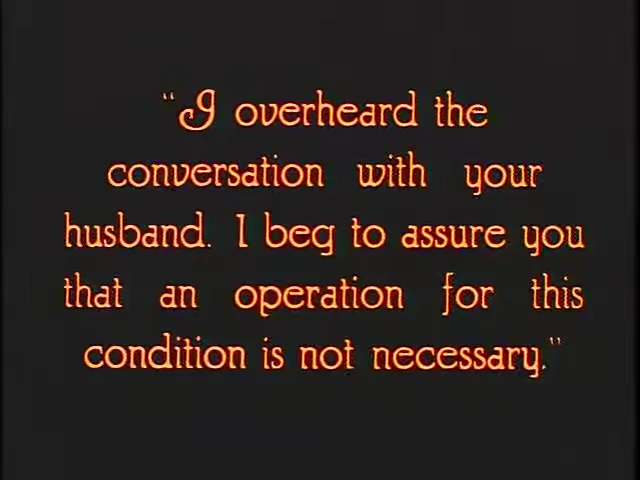 "I overheard the
conversation with your
husband. I beg to assure you
that an operation for this
condition is not necessary."